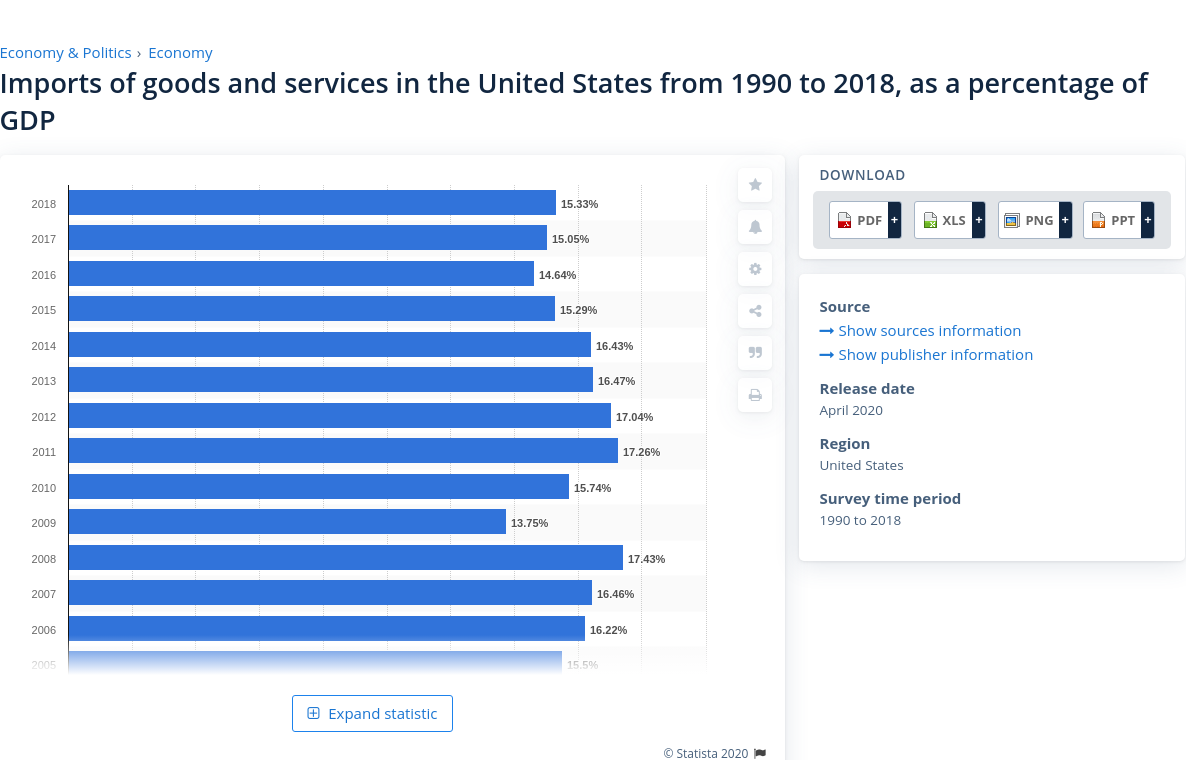 Economy & Politics › Economy
Imports of goods and services in the United States from 1990 to 2018, as a percentage of
GDP
2018 15.33%
2017 15.05%
2016 14.64%
2015 15.29%
2014 16.43%
2013 16.47%
2012 17.04%
2011 17.26%
2010 15.74%
2009 13.75%
2008 17.43%
2007 16.46%
2006 16.22%
2005 15.5%
Expand statistic
© Statista 2020
DOWNLOAD
PDF + XLS + PNG + PPT +
Source
Show sources information
Show publisher information
Release date
April 2020
Region
United States
Survey time period
1990 to 2018